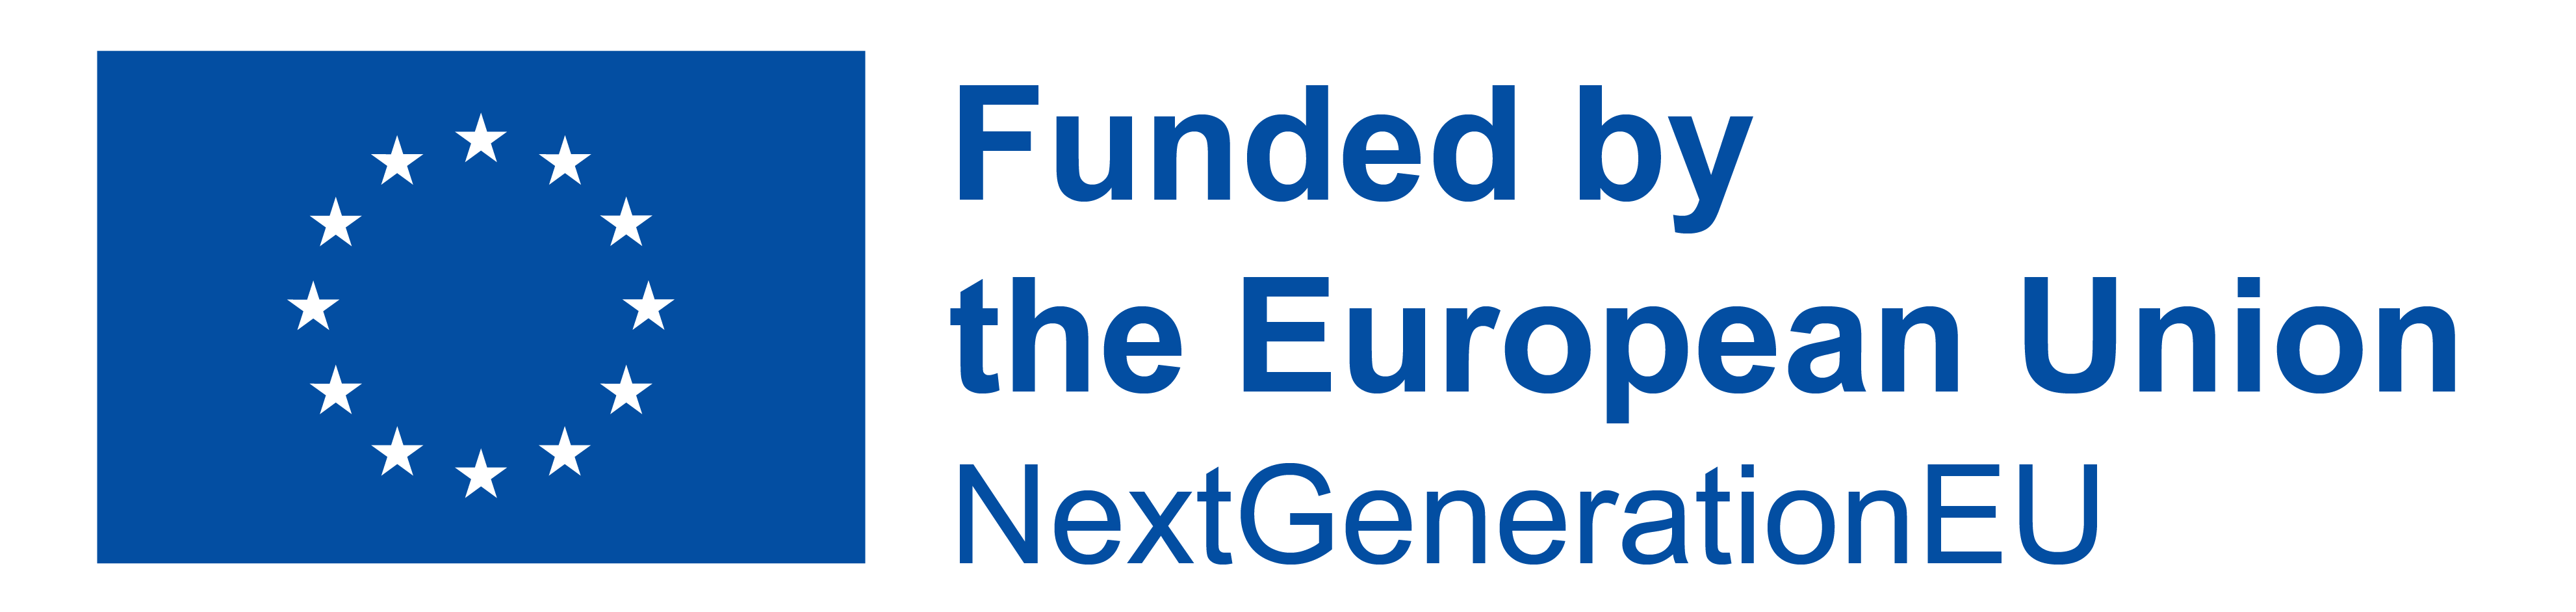 Funded by
the European Union
NextGenerationEU